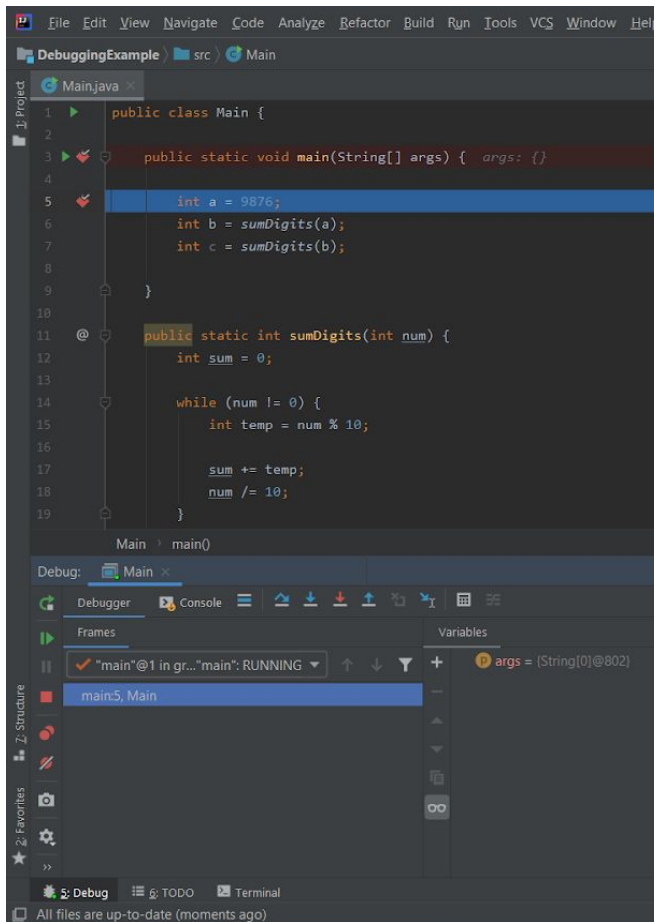 File Edit View Navigate Code Analyze Refactor Build Run Tools VCS Window Help
DebuggingExample src Main
Main.java
1: Project
1 public class Main {
2
3 public static void main(String[] args) { args: {}
4
5 int a = 9876;
6 int b = sumDigits(a);
7 int c = sumDigits(b);
8
9 }
10
11 @ public static int sumDigits(int num) {
12 int sum = 0;
13
14 while (num != 0) {
15 int temp = num % 10;
16
17 sum += temp;
18 num /= 10;
19 }
Main main()
Debug: Main
Debugger Console
Frames Variables
"main"@1 in gr..."main": RUNNING
args = {String[0]@802}
main:5, Main
7: Structure
2: Favorites
5: Debug 6: TODO Terminal
All files are up-to-date (moments ago)